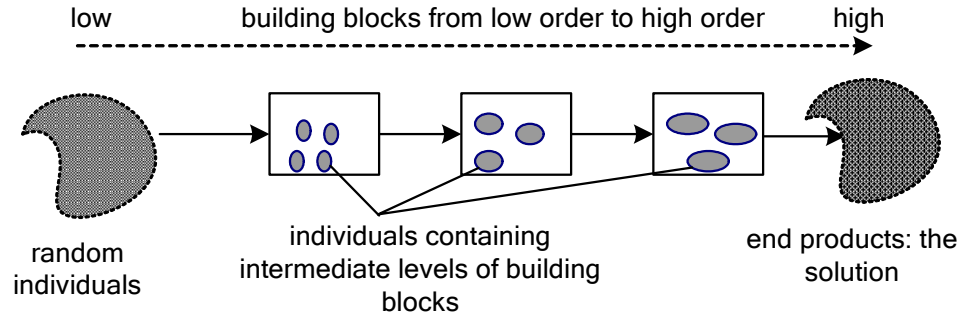 low building blocks from low order to high order high
random
individuals
individuals containing
intermediate levels of building
blocks
end products: the
solution